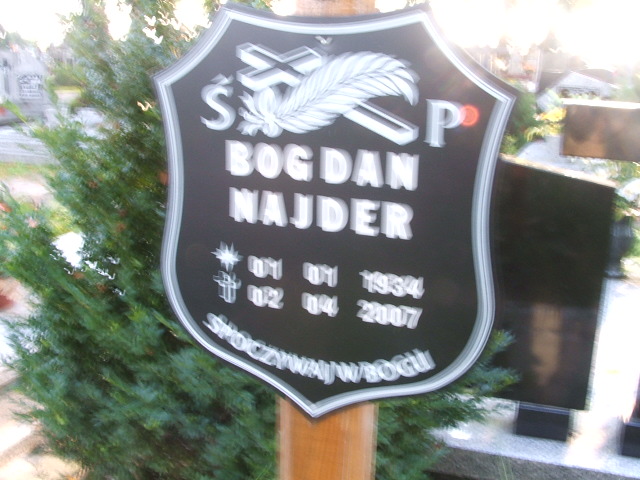 Ś P
BOGDAN
NAJDER
01 01 1934
02 04 2007
SPOCZYWAJ W BOGU